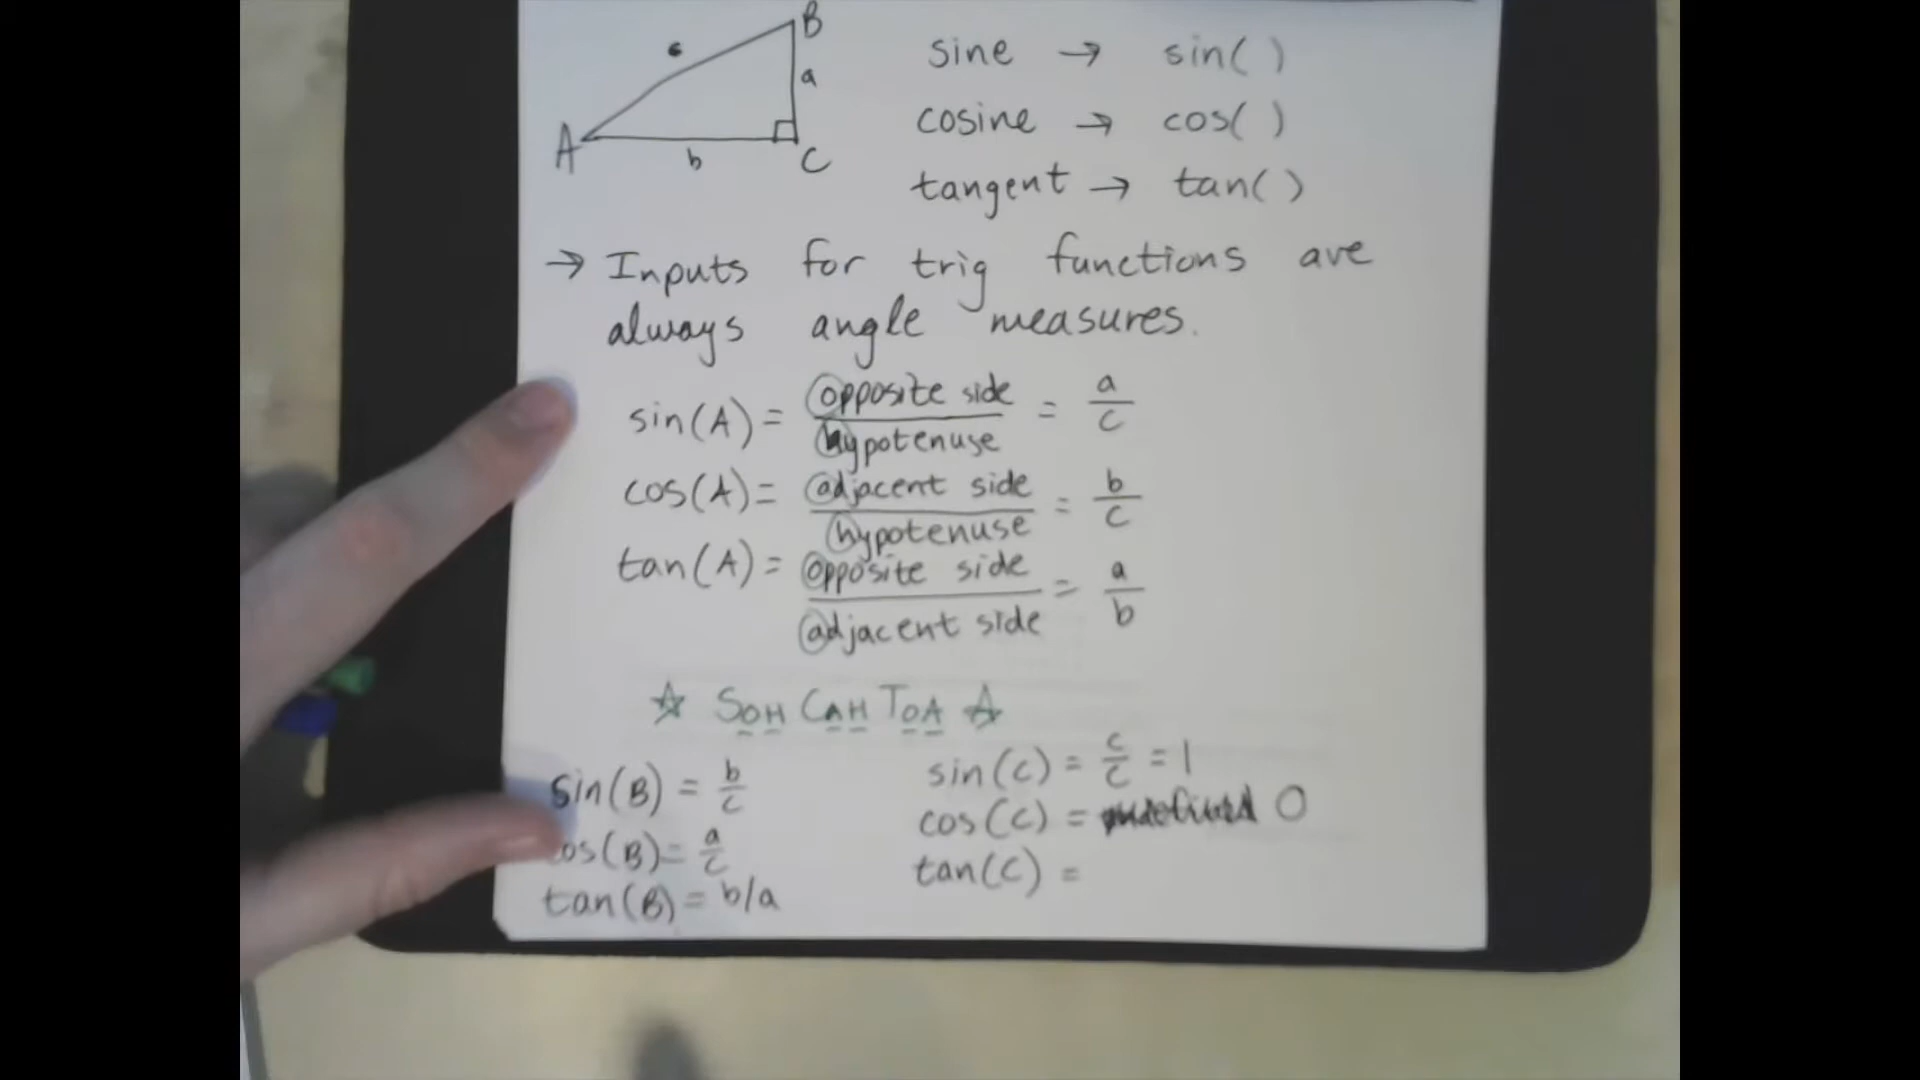 B
sine → sin( )
c
a
cosine → cos( )
A
b
C
tangent → tan( )
→ Inputs for trig functions are
always angle measures.
sin(A) = opposite side / hypotenuse = a/c
cos(A) = adjacent side / hypotenuse = b/c
tan(A) = opposite side / adjacent side = a/b
☆ SOH CAH TOA ☆
sin(B) = b/c
cos(B) = a/c
tan(B) = b/a
sin(C) = c/c = 1
cos(C) = 0
tan(C) =